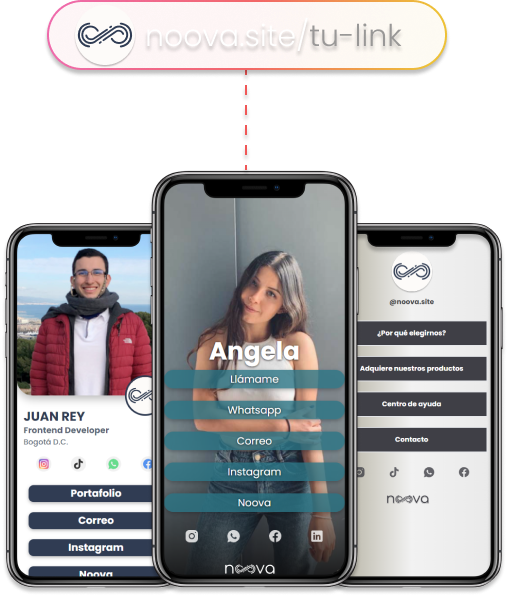 noova.site/tu-link
JUAN REY
Frontend Developer
Bogotá D.C.
Portafolio
Correo
Instagram
Noova
Angela
Llámame
Whatsapp
Correo
Instagram
Noova
noova
@noova.site
¿Por qué elegirnos?
Adquiere nuestros productos
Centro de ayuda
Contacto
noova